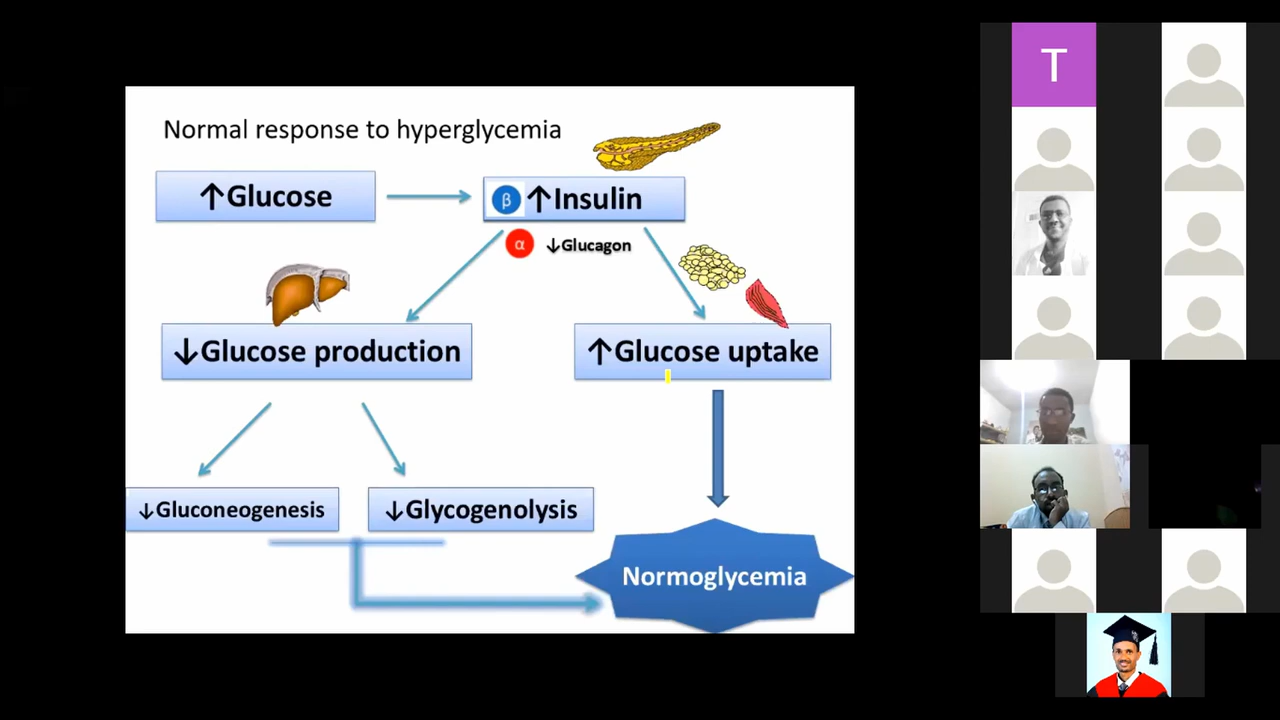 T
Normal response to hyperglycemia
↑Glucose
β ↑Insulin
α ↓Glucagon
↓Glucose production
↑Glucose uptake
↓Gluconeogenesis
↓Glycogenolysis
Normoglycemia